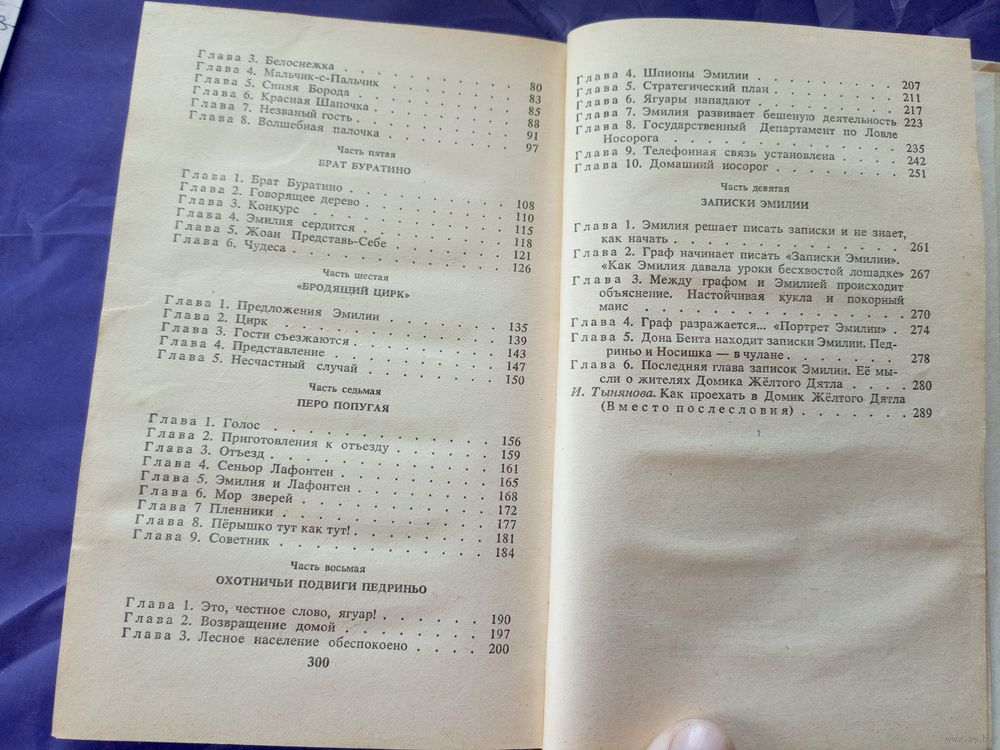 Глава 3. Белоснежка . . . . . . . . . 80
Глава 4. Мальчик-с-Пальчик . . . . . . 83
Глава 5. Синяя Борода . . . . . . . . 85
Глава 6. Красная Шапочка . . . . . . . 88
Глава 7. Незваный гость . . . . . . . 91
Глава 8. Волшебная палочка . . . . . . 97
Часть пятая
БРАТ БУРАТИНО
Глава 1. Брат Буратино . . . . . . . . 108
Глава 2. Говорящее дерево . . . . . . . 110
Глава 3. Конкурс . . . . . . . . . . 115
Глава 4. Эмилия сердится . . . . . . . 118
Глава 5. Жоан Представь-Себе . . . . . . 121
Глава 6. Чудеса . . . . . . . . . . 126
Часть шестая
«БРОДЯЩИЙ ЦИРК»
Глава 1. Предложения Эмилии . . . . . . 135
Глава 2. Цирк . . . . . . . . . . . 139
Глава 3. Гости съезжаются . . . . . . . 143
Глава 4. Представление . . . . . . . . 147
Глава 5. Несчастный случай . . . . . . . 150
Часть седьмая
ПЕРО ПОПУГАЯ
Глава 1. Голос . . . . . . . . . . . 156
Глава 2. Приготовления к отъезду . . . . . 159
Глава 3. Отъезд . . . . . . . . . . . 161
Глава 4. Сеньор Лафонтен . . . . . . . 165
Глава 5. Эмилия и Лафонтен . . . . . . . 168
Глава 6. Мор зверей . . . . . . . . . 172
Глава 7 Пленники . . . . . . . . . . 177
Глава 8. Пёрышко тут как тут! . . . . . . 181
Глава 9. Советник . . . . . . . . . . 184
Часть восьмая
ОХОТНИЧЬИ ПОДВИГИ ПЕДРИНЬО
Глава 1. Это, честное слово, ягуар! . . . . . 190
Глава 2. Возвращение домой . . . . . . . 197
Глава 3. Лесное население обеспокоено . . . . 200
300
Глава 4. Шпионы Эмилии . . . . . . . 207
Глава 5. Стратегический план . . . . . . 211
Глава 6. Ягуары нападают . . . . . . . 217
Глава 7. Эмилия развивает бешеную деятельность 223
Глава 8. Государственный Департамент по Ловле
Носорога . . . . . . . . . . . 235
Глава 9. Телефонная связь установлена . . . . 242
Глава 10. Домашний носорог . . . . . . . 251
Часть девятая
ЗАПИСКИ ЭМИЛИИ
Глава 1. Эмилия решает писать записки и не знает,
как начать . . . . . . . . . . . 261
Глава 2. Граф начинает писать «Записки Эмилии».
«Как Эмилия давала уроки бесхвостой лошадке» 267
Глава 3. Между графом и Эмилией происходит
объяснение. Настойчивая кукла и покорный
маис . . . . . . . . . . . . . 270
Глава 4. Граф разражается... «Портрет Эмилии» . 274
Глава 5. Дона Бента находит записки Эмилии. Пед-
риньо и Носишка — в чулане . . . . . . . 278
Глава 6. Последняя глава записок Эмилии. Её мы-
сли о жителях Домика Жёлтого Дятла . . . . 280
И. Тынянова. Как проехать в Домик Жёлтого Дятла
(Вместо послесловия) . . . . . . . 289
www.ay.by